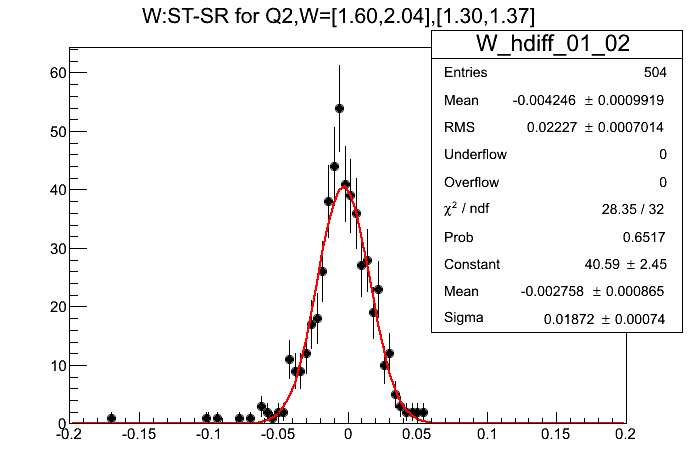 W:ST-SR for Q2,W=[1.60,2.04],[1.30,1.37]
W_hdiff_01_02
Entries 504
Mean -0.004246 ± 0.0009919
RMS 0.02227 ± 0.0007014
Underflow 0
Overflow 0
χ² / ndf 28.35 / 32
Prob 0.6517
Constant 40.59 ± 2.45
Mean -0.002758 ± 0.000865
Sigma 0.01872 ± 0.00074
60
50
40
30
20
10
0
-0.2 -0.15 -0.1 -0.05 0 0.05 0.1 0.15 0.2